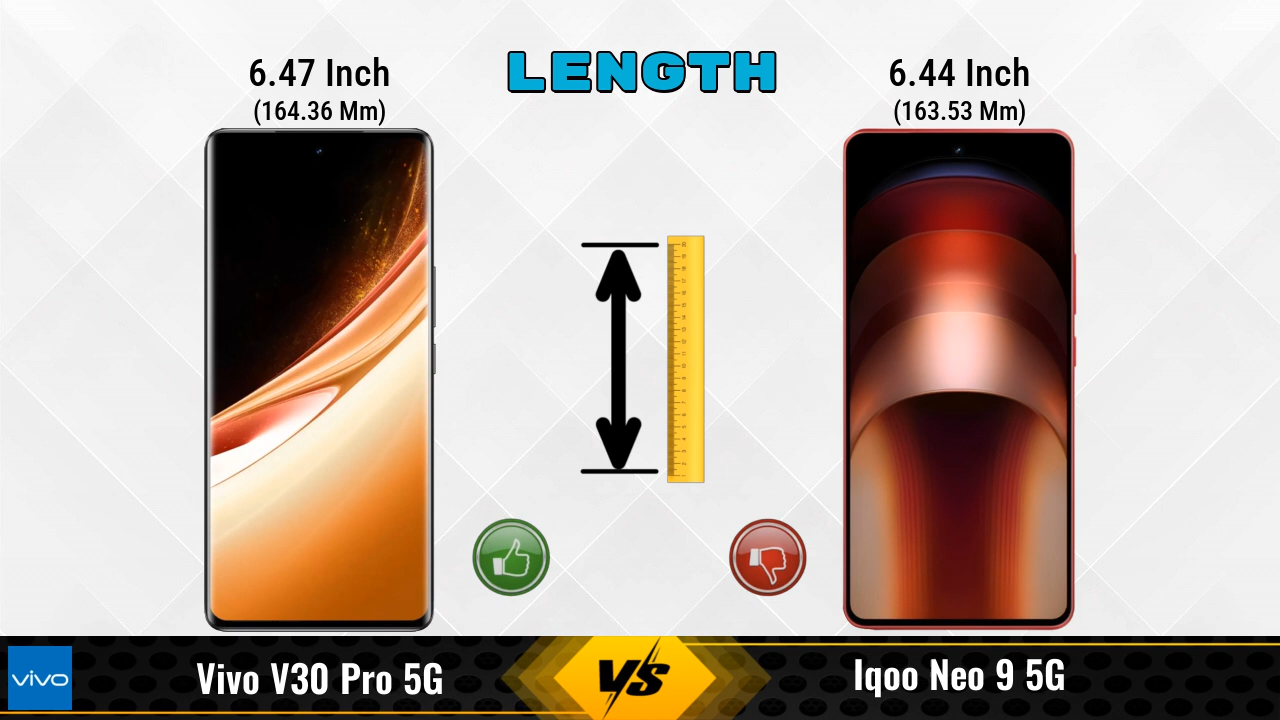 LENGTH
6.47 Inch
(164.36 Mm)
6.44 Inch
(163.53 Mm)
vivo
Vivo V30 Pro 5G
VS
Iqoo Neo 9 5G